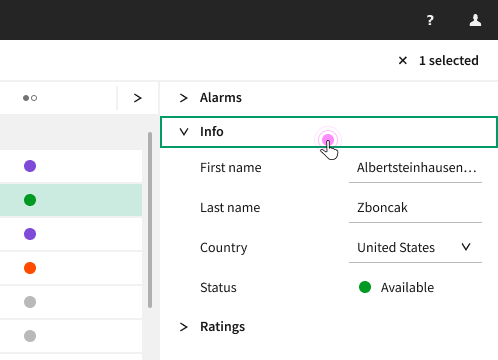 ?
1 selected
Alarms
Info
First name Albertsteinhausen...
Last name Zboncak
Country United States
Status Available
Ratings